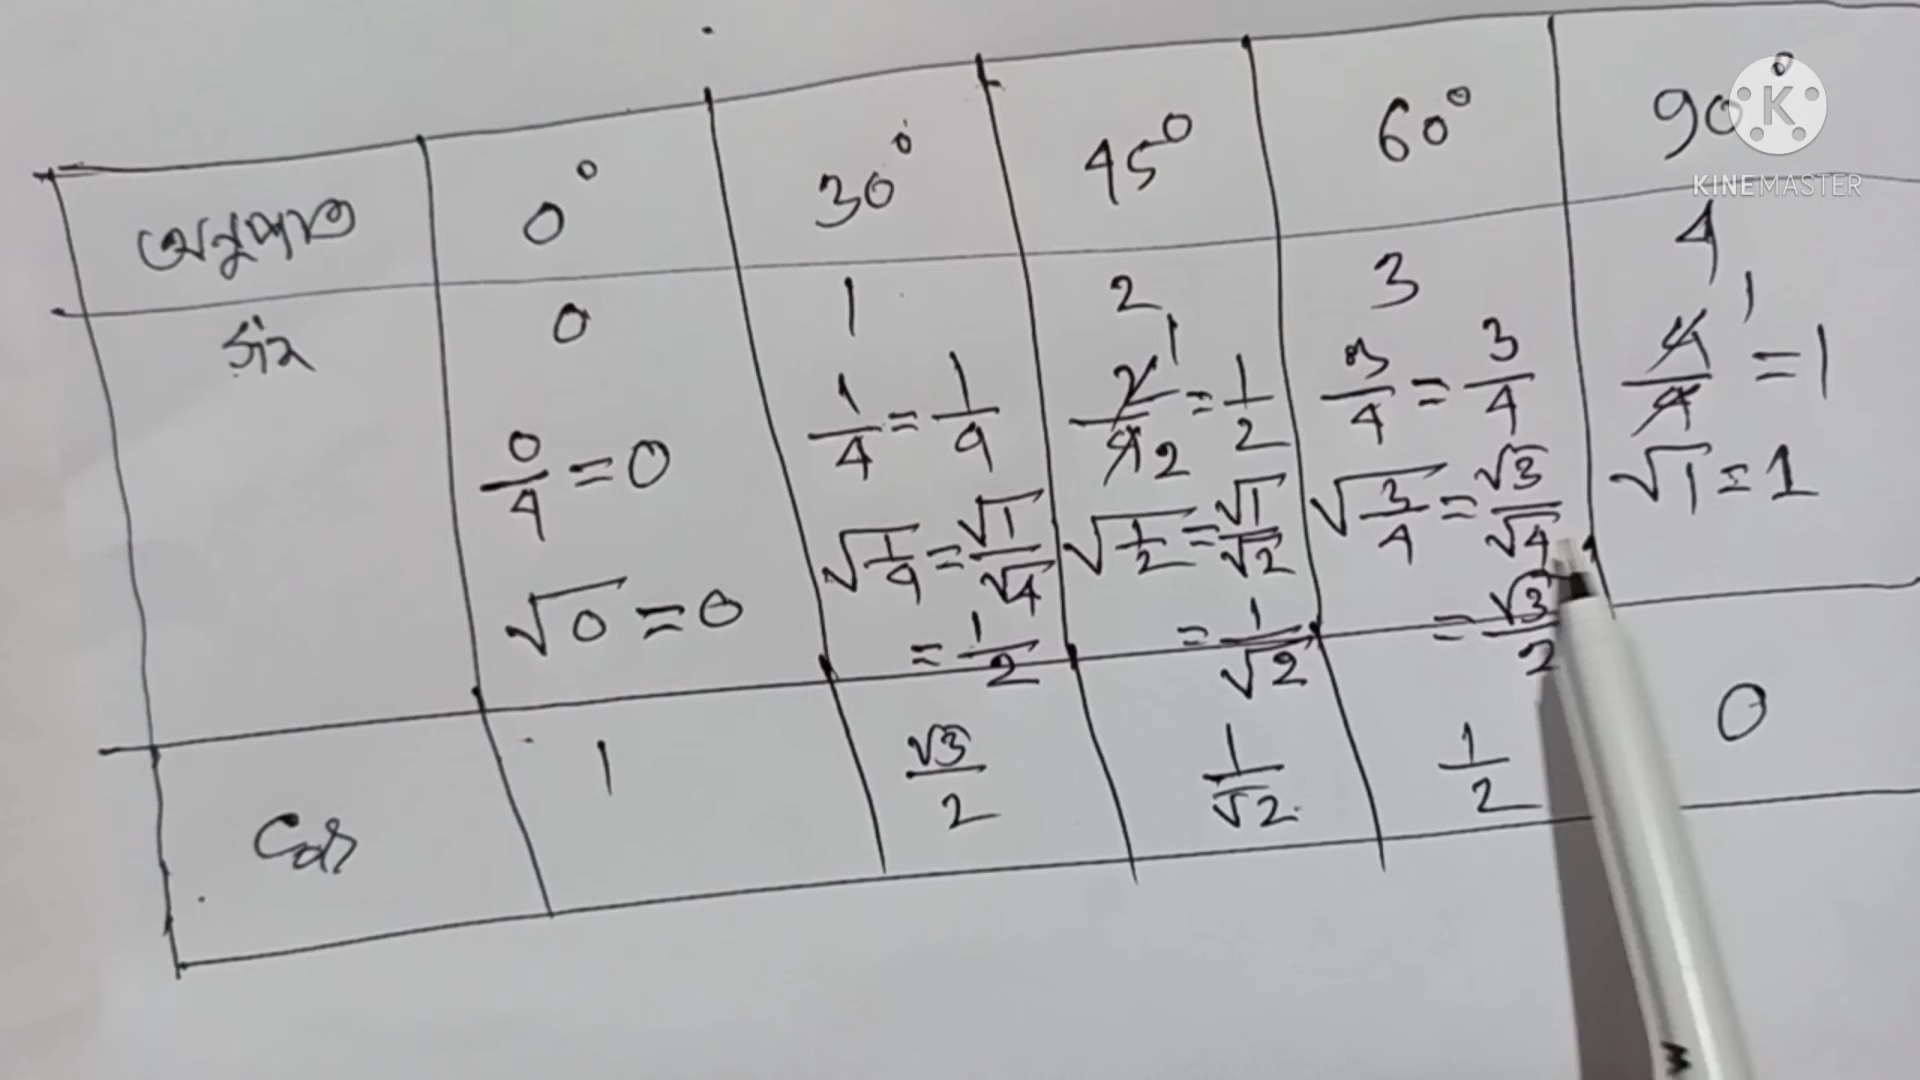 অনুপাত 0° 30° 45° 60° 90°
0 1 2 3 4
0/4 = 0 1/4 = 1/4 2/4 = 1/2 3/4 = 3/4 4/4 = 1
√0 = 0 √1/4 = √1/√4 √1/2 = √1/√2 √3/4 = √3/√4 √1 = 1
= 1/2 = 1/√2 = √3/2
Cos 1 √3/2 1/√2 1/2 0
K
KINEMASTER